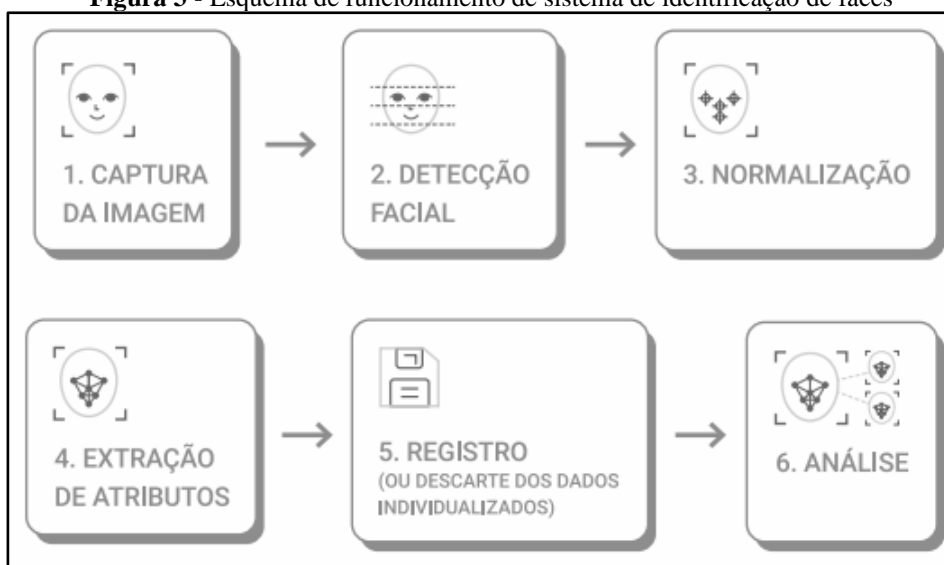 Figura 3 - Esquema de funcionamento de sistema de identificação de faces
1. CAPTURA
DA IMAGEM
2. DETECÇÃO
FACIAL
3. NORMALIZAÇÃO
4. EXTRAÇÃO
DE ATRIBUTOS
5. REGISTRO
(OU DESCARTE DOS DADOS
INDIVIDUALIZADOS)
6. ANÁLISE